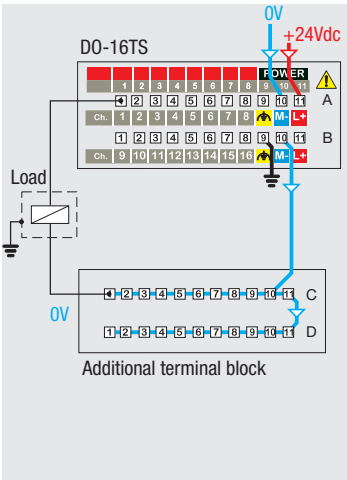 0V
+24Vdc
DO-16TS
POWER
1 2 3 4 5 6 7 8 9 10 11
2 3 4 5 6 7 8 9 10 11 A
Ch. 1 2 3 4 5 6 7 8 M- L+
1 2 3 4 5 6 7 8 9 10 11 B
Ch. 9 10 11 12 13 14 15 16 M- L+
Load
2 3 4 5 6 7 8 9 10 11 C
0V
1 2 3 4 5 6 7 8 9 10 11 D
Additional terminal block